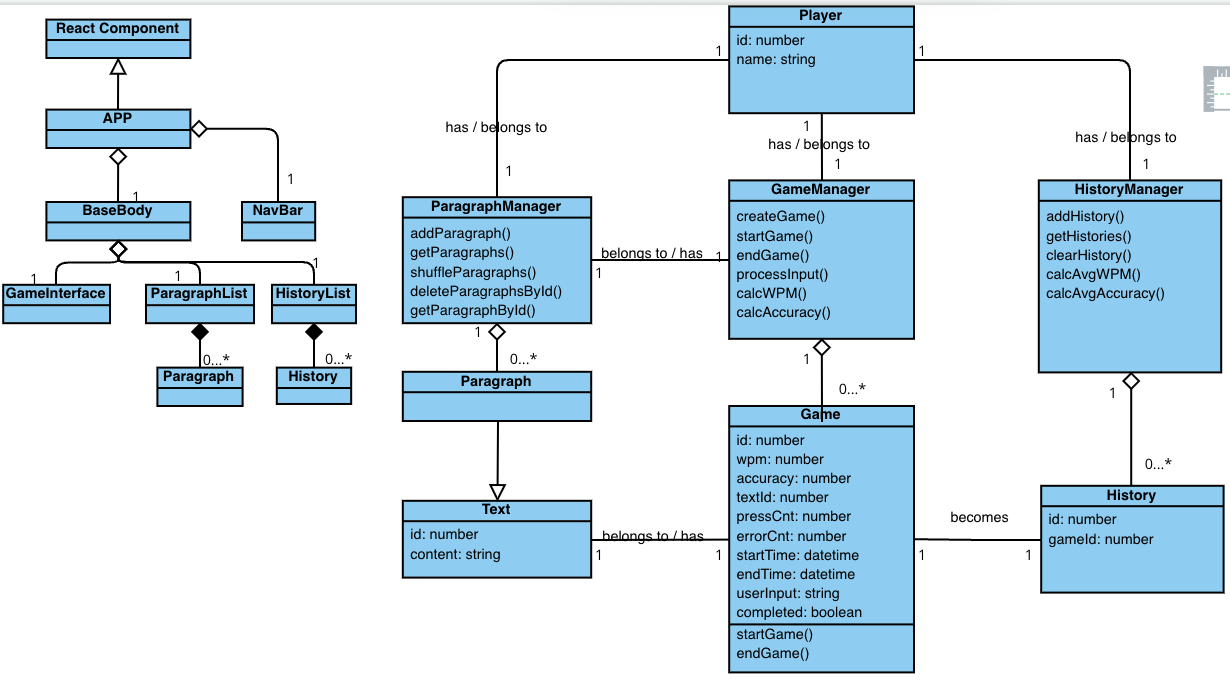 React Component
APP
1
1
BaseBody
NavBar
1
1
1
GameInterface
ParagraphList
HistoryList
0...*
0...*
Paragraph
History
Player
id: number
name: string
1
1
1
has / belongs to
has / belongs to
has / belongs to
1
1
1
ParagraphManager
addParagraph()
getParagraphs()
shuffleParagraphs()
deleteParagraphsById()
getParagraphById()
belongs to / has
1
1
GameManager
createGame()
startGame()
endGame()
processInput()
calcWPM()
calcAccuracy()
HistoryManager
addHistory()
getHistories()
clearHistory()
calcAvgWPM()
calcAvgAccuracy()
1
0...*
Paragraph
1
0...*
1
0...*
Text
id: number
content: string
belongs to / has
1
1
Game
id: number
wpm: number
accuracy: number
textId: number
pressCnt: number
errorCnt: number
startTime: datetime
endTime: datetime
userInput: string
completed: boolean
startGame()
endGame()
becomes
1
1
History
id: number
gameId: number